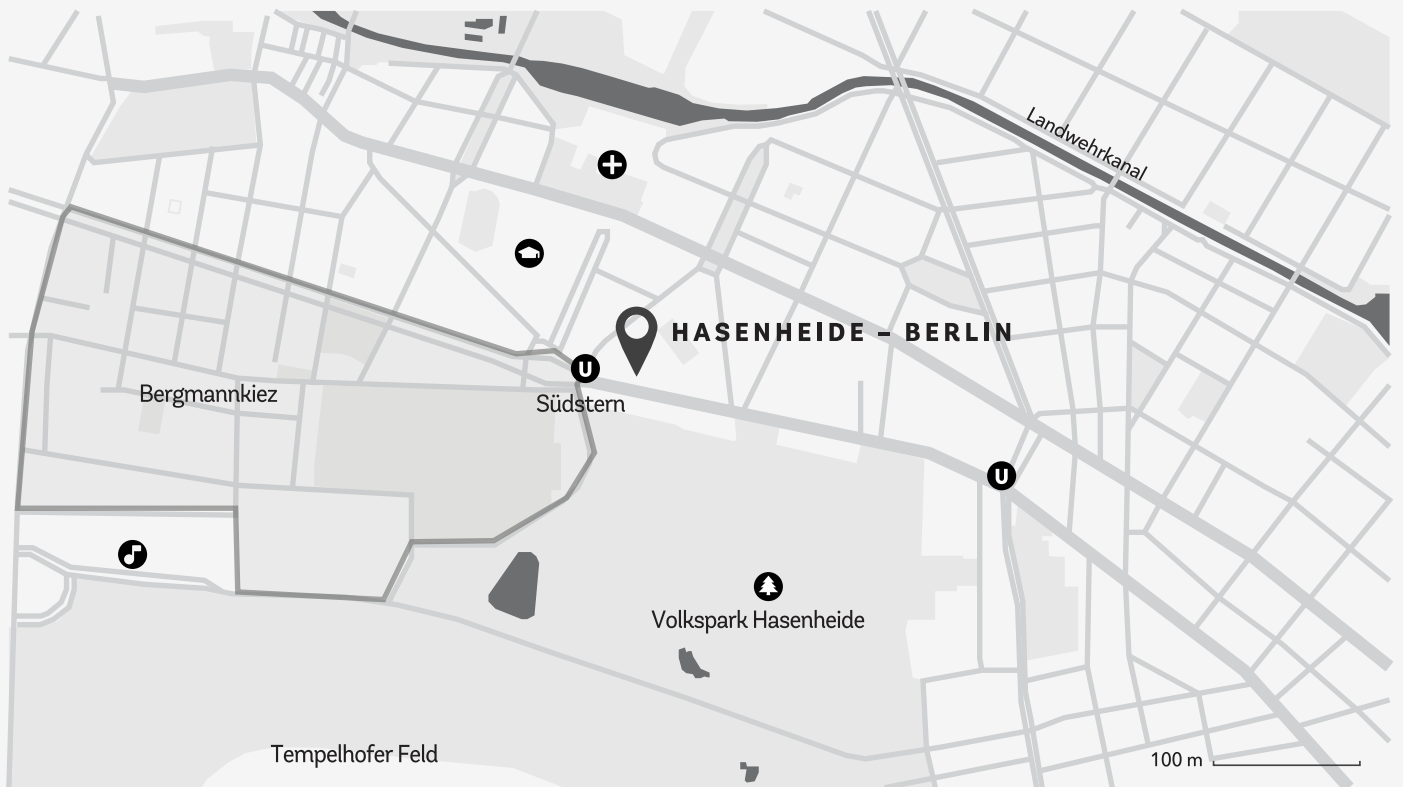 Landwehrkanal
HASENHEIDE – BERLIN
U
Bergmannkiez
Südstern
U
Volkspark Hasenheide
Tempelhofer Feld
100 m